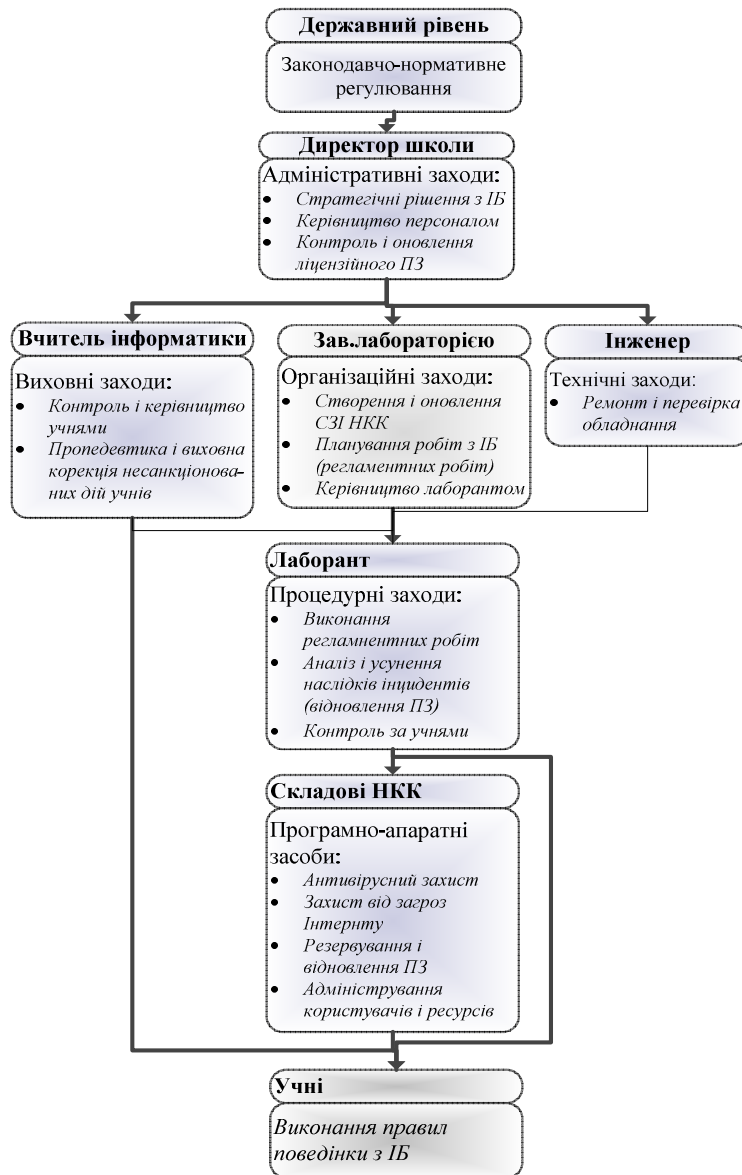 Державний рівень
Законодавчо-нормативне
регулювання
Директор школи
Адміністративні заходи:
• Стратегічні рішення з ІБ
• Керівництво персоналом
• Контроль і оновлення
ліцензійного ПЗ
Вчитель інформатики
Виховні заходи:
• Контроль і керівництво
учнями
• Пропедевтика і виховна
корекція несанкціонова-
них дій учнів
Зав.лабораторією
Організаційні заходи:
• Створення і оновлення
СЗІ НКК
• Планування робіт з ІБ
(регламентних робіт)
• Керівництво лаборантом
Інженер
Технічні заходи:
• Ремонт і перевірка
обладнання
Лаборант
Процедурні заходи:
• Виконання
регламнентних робіт
• Аналіз і усунення
наслідків інцидентів
(відновлення ПЗ)
• Контроль за учнями
Складові НКК
Програмно-апаратні
засоби:
• Антивірусний захист
• Захист від загроз
Інтернту
• Резервування і
відновлення ПЗ
• Адміністрування
користувачів і ресурсів
Учні
Виконання правил
поведінки з ІБ